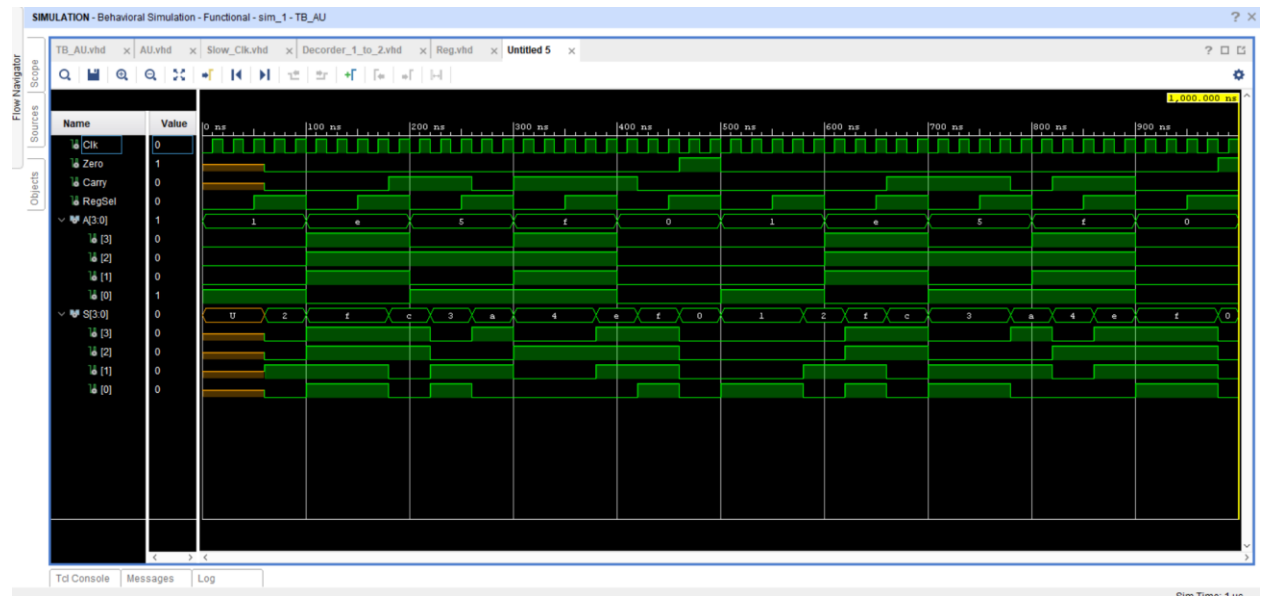 SIMULATION - Behavioral Simulation - Functional - sim_1 - TB_AU
? ×
Flow Navigator
Scope
Sources
Objects
TB_AU.vhd × AU.vhd × Slow_Clk.vhd × Decorder_1_to_2.vhd × Reg.vhd × Untitled 5 ×
?
1,000.000 ns
Name Value
0 ns 100 ns 200 ns 300 ns 400 ns 500 ns 600 ns 700 ns 800 ns 900 ns
Clk 0
Zero 1
Carry 0
RegSel 0
A[3:0] 1 1 e 5 f 0 1 e 5 f 0
[3] 0
[2] 0
[1] 0
[0] 1
S[3:0] 0 U 2 f c 3 a 4 e f 0 1 2 f c 3 a 4 e f 0
[3] 0
[2] 0
[1] 0
[0] 0
Tcl Console Messages Log
Sim Time: 1 us